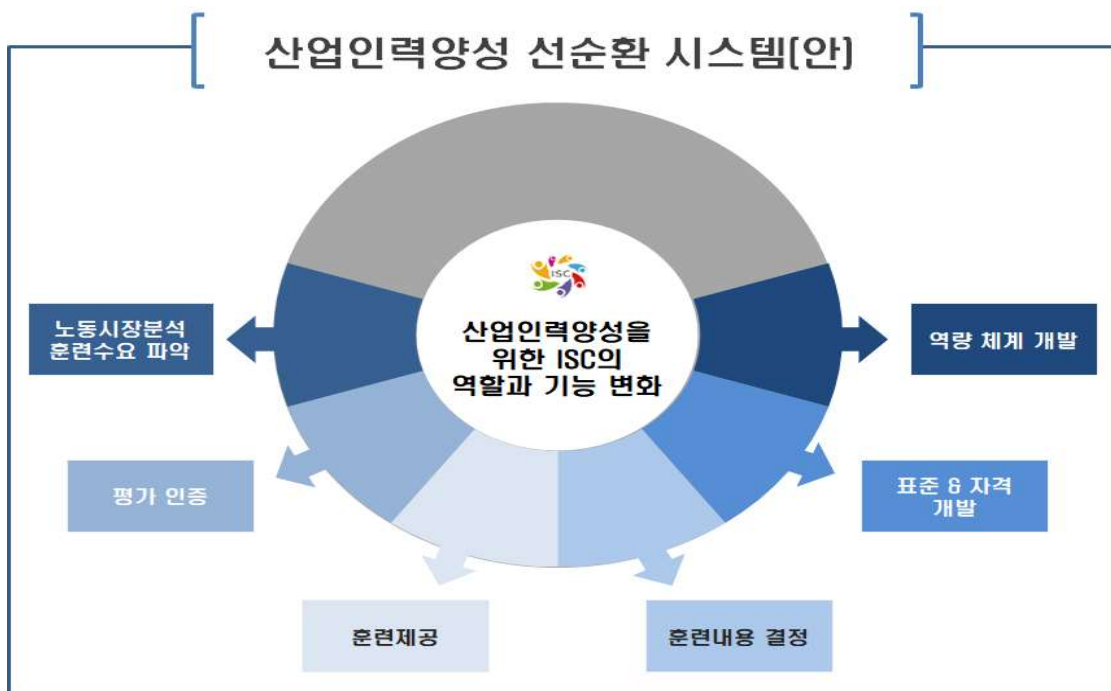 산업인력양성 선순환 시스템(안)
ISC
산업인력양성을
위한 ISC의
역할과 기능 변화
노동시장분석
훈련수요 파악
역량 체계 개발
평가 인증
표준 & 자격
개발
훈련제공
훈련내용 결정